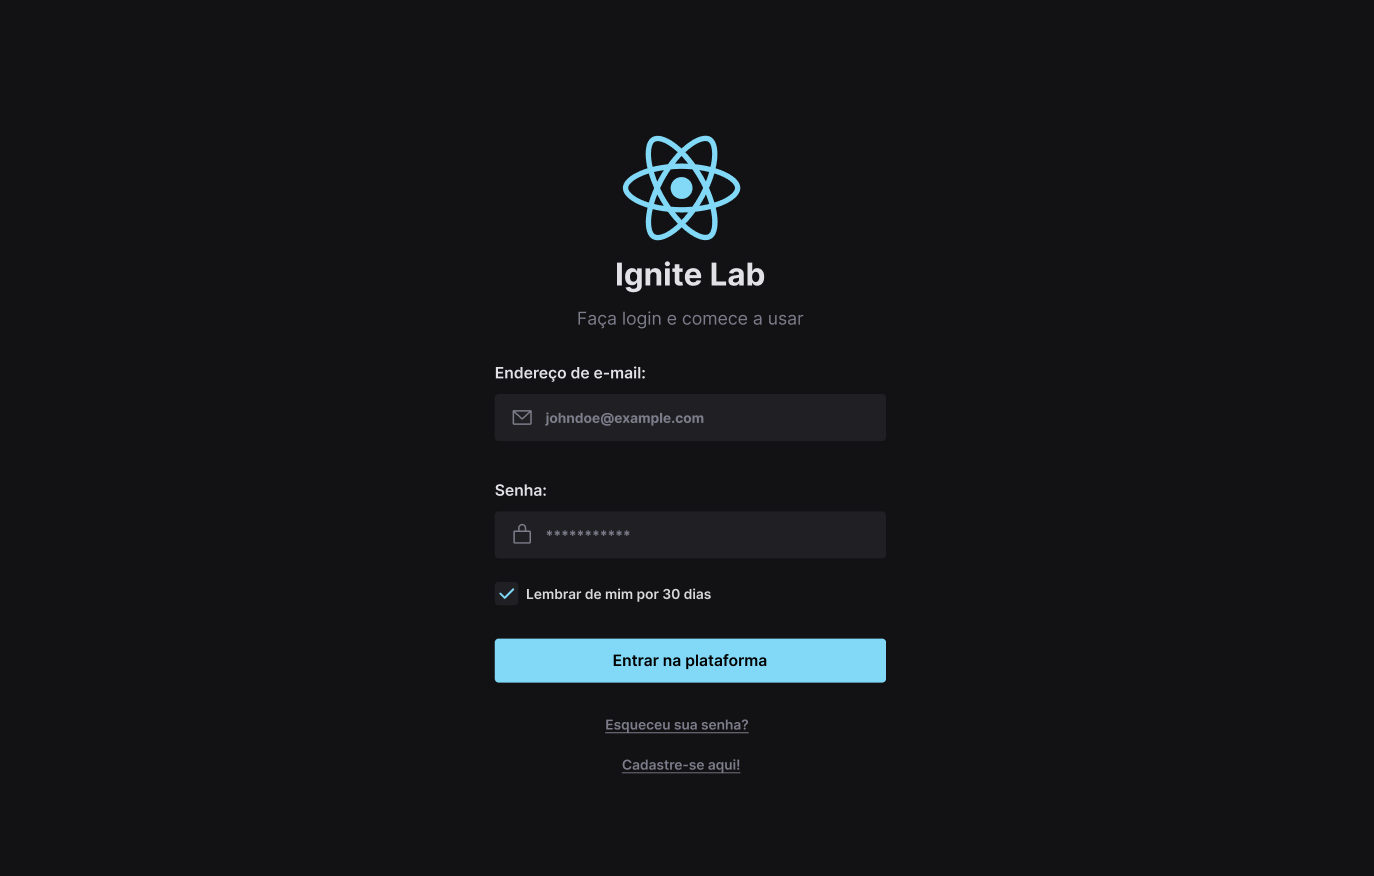 Ignite Lab
Faça login e comece a usar
Endereço de e-mail:
johndoe@example.com
Senha:
***********
Lembrar de mim por 30 dias
Entrar na plataforma
Esqueceu sua senha?
Cadastre-se aqui!